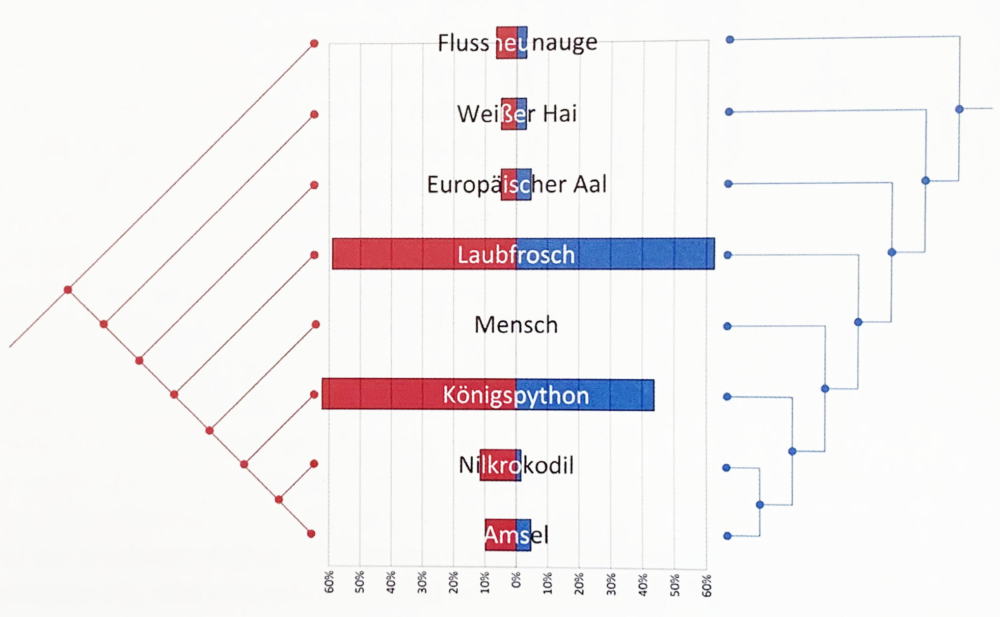 Flussneunauge
Weißer Hai
Europäischer Aal
Laubfrosch
Mensch
Königspython
Nilkrokodil
Amsel
60% 50% 40% 30% 20% 10% 0% 10% 20% 30% 40% 50% 60%